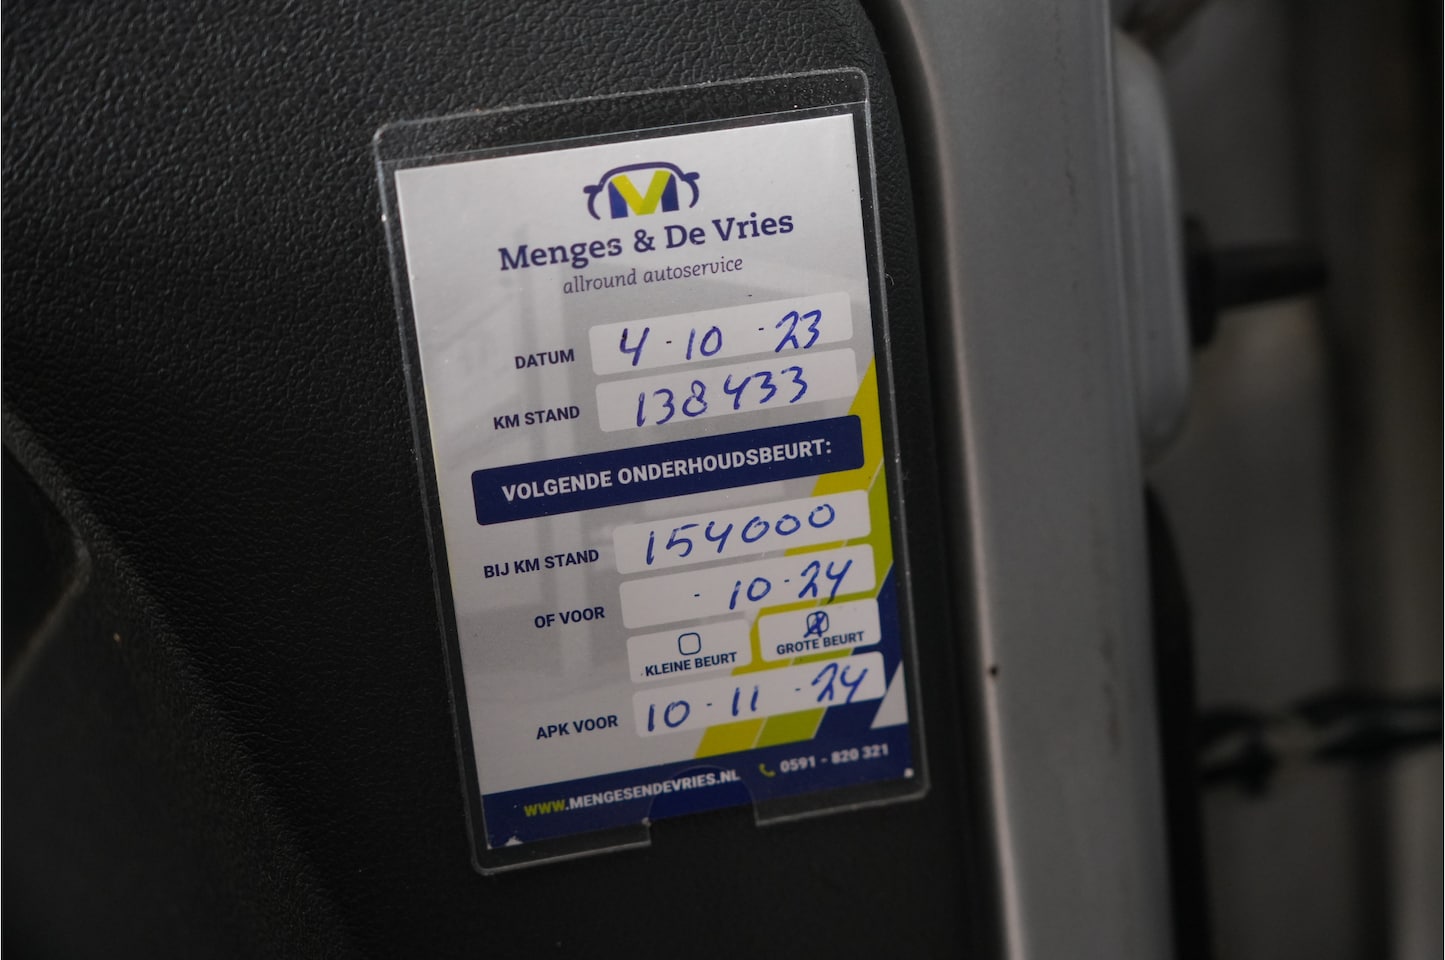 Menges & De Vries
allround autoservice
DATUM 4-10-23
KM STAND 138433
VOLGENDE ONDERHOUDSBEURT:
BIJ KM STAND 154000
OF VOOR -10-24
KLEINE BEURT GROTE BEURT
APK VOOR 10-11-24
WWW.MENGESENDEVRIES.NL 0591 - 820 321